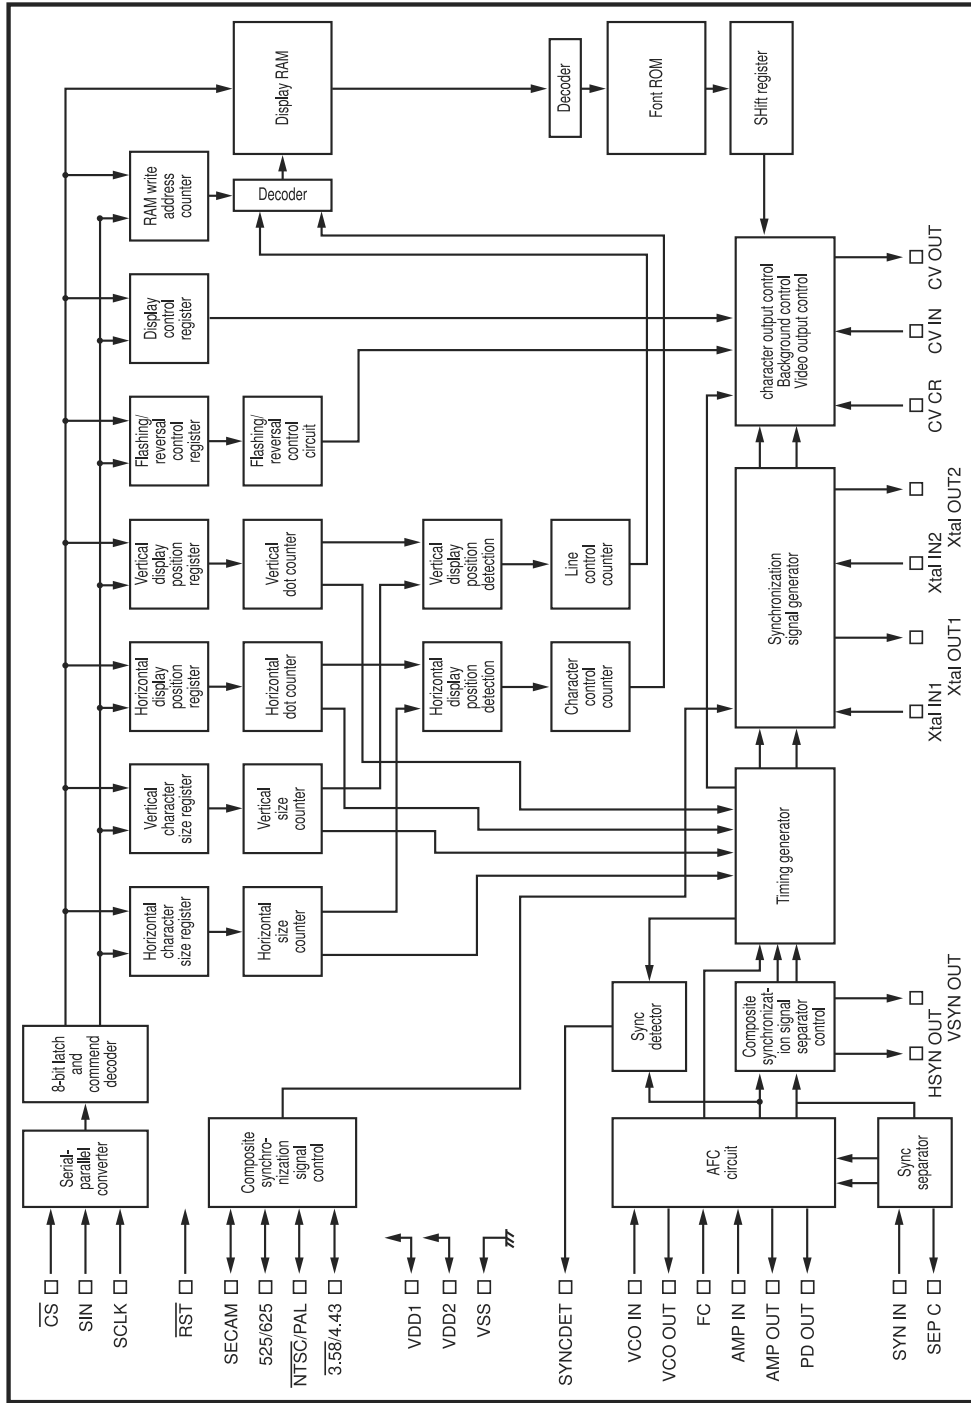 CS
SIN
SCLK
RST
SECAM
525/625
NTSC/PAL
3.58/4.43
VDD1
VDD2
VSS
SYNCDET
VCO IN
VCO OUT
FC
AMP IN
AMP OUT
PD OUT
SYN IN
SEP C
Serial-
parallel
converter
8-bit latch
and
commend
decoder
Composite
synchro-
nization
signal
control
AFC
circuit
Sync
separator
Sync
detector
Composite
synchronizat-
ion signal
separator
control
HSYN OUT
VSYN OUT
Horizontal
character
size register
Vertical
character
size register
Horizontal
display
position
register
Vertical
display
position
register
Flashing/
reversal
control
register
Display
control
register
RAM write
address
counter
Horizontal
size
counter
Vertical
size
counter
Horizontal
dot counter
Vertical
dot counter
Flashing/
reversal
control
circuit
Decoder
Display RAM
Horizontal
display
position
detection
Vertical
display
position
detection
Character
control
counter
Line
control
counter
Decoder
Font ROM
SHift register
Timing generator
Synchronization
signal generator
character output control
Background control
Video output control
Xtal IN1
Xtal OUT1
Xtal IN2
Xtal OUT2
CV CR
CV IN
CV OUT